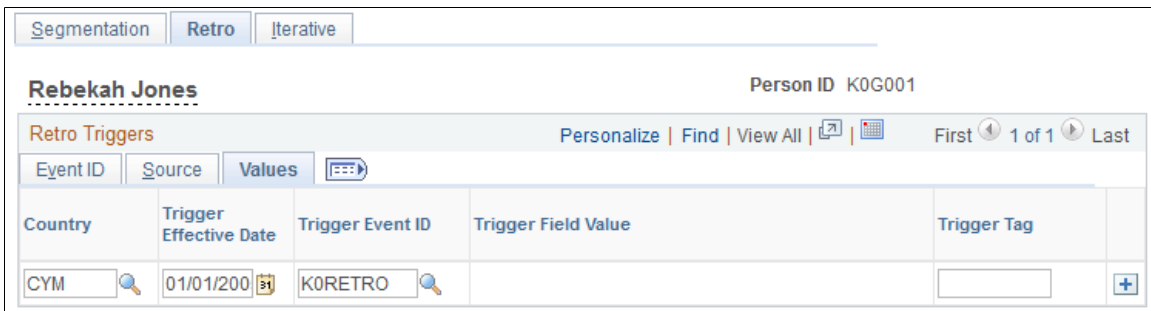 Segmentation Retro Iterative
Rebekah Jones Person ID K0G001
Retro Triggers Personalize | Find | View All | | First 1 of 1 Last
Event ID Source Values
Country Trigger Effective Date Trigger Event ID Trigger Field Value Trigger Tag
CYM 01/01/200 31 K0RETRO